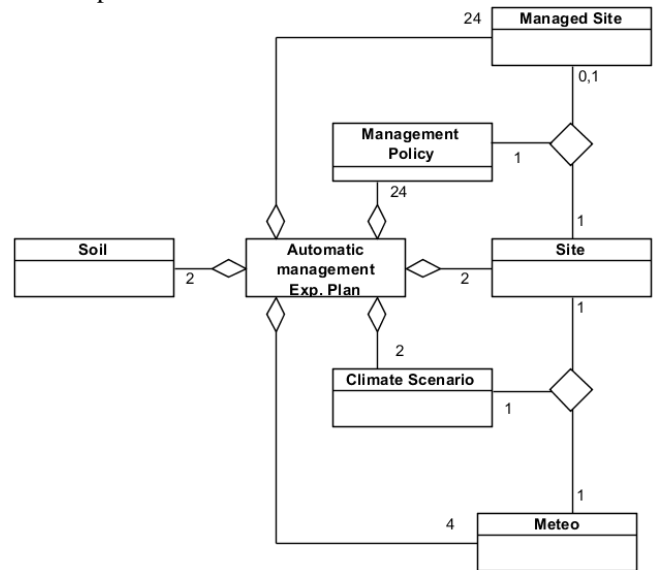 24
Managed Site
0,1
Management
Policy
1
24
1
Soil
Automatic
management
Exp. Plan
Site
2
2
1
2
Climate Scenario
1
1
4
Meteo